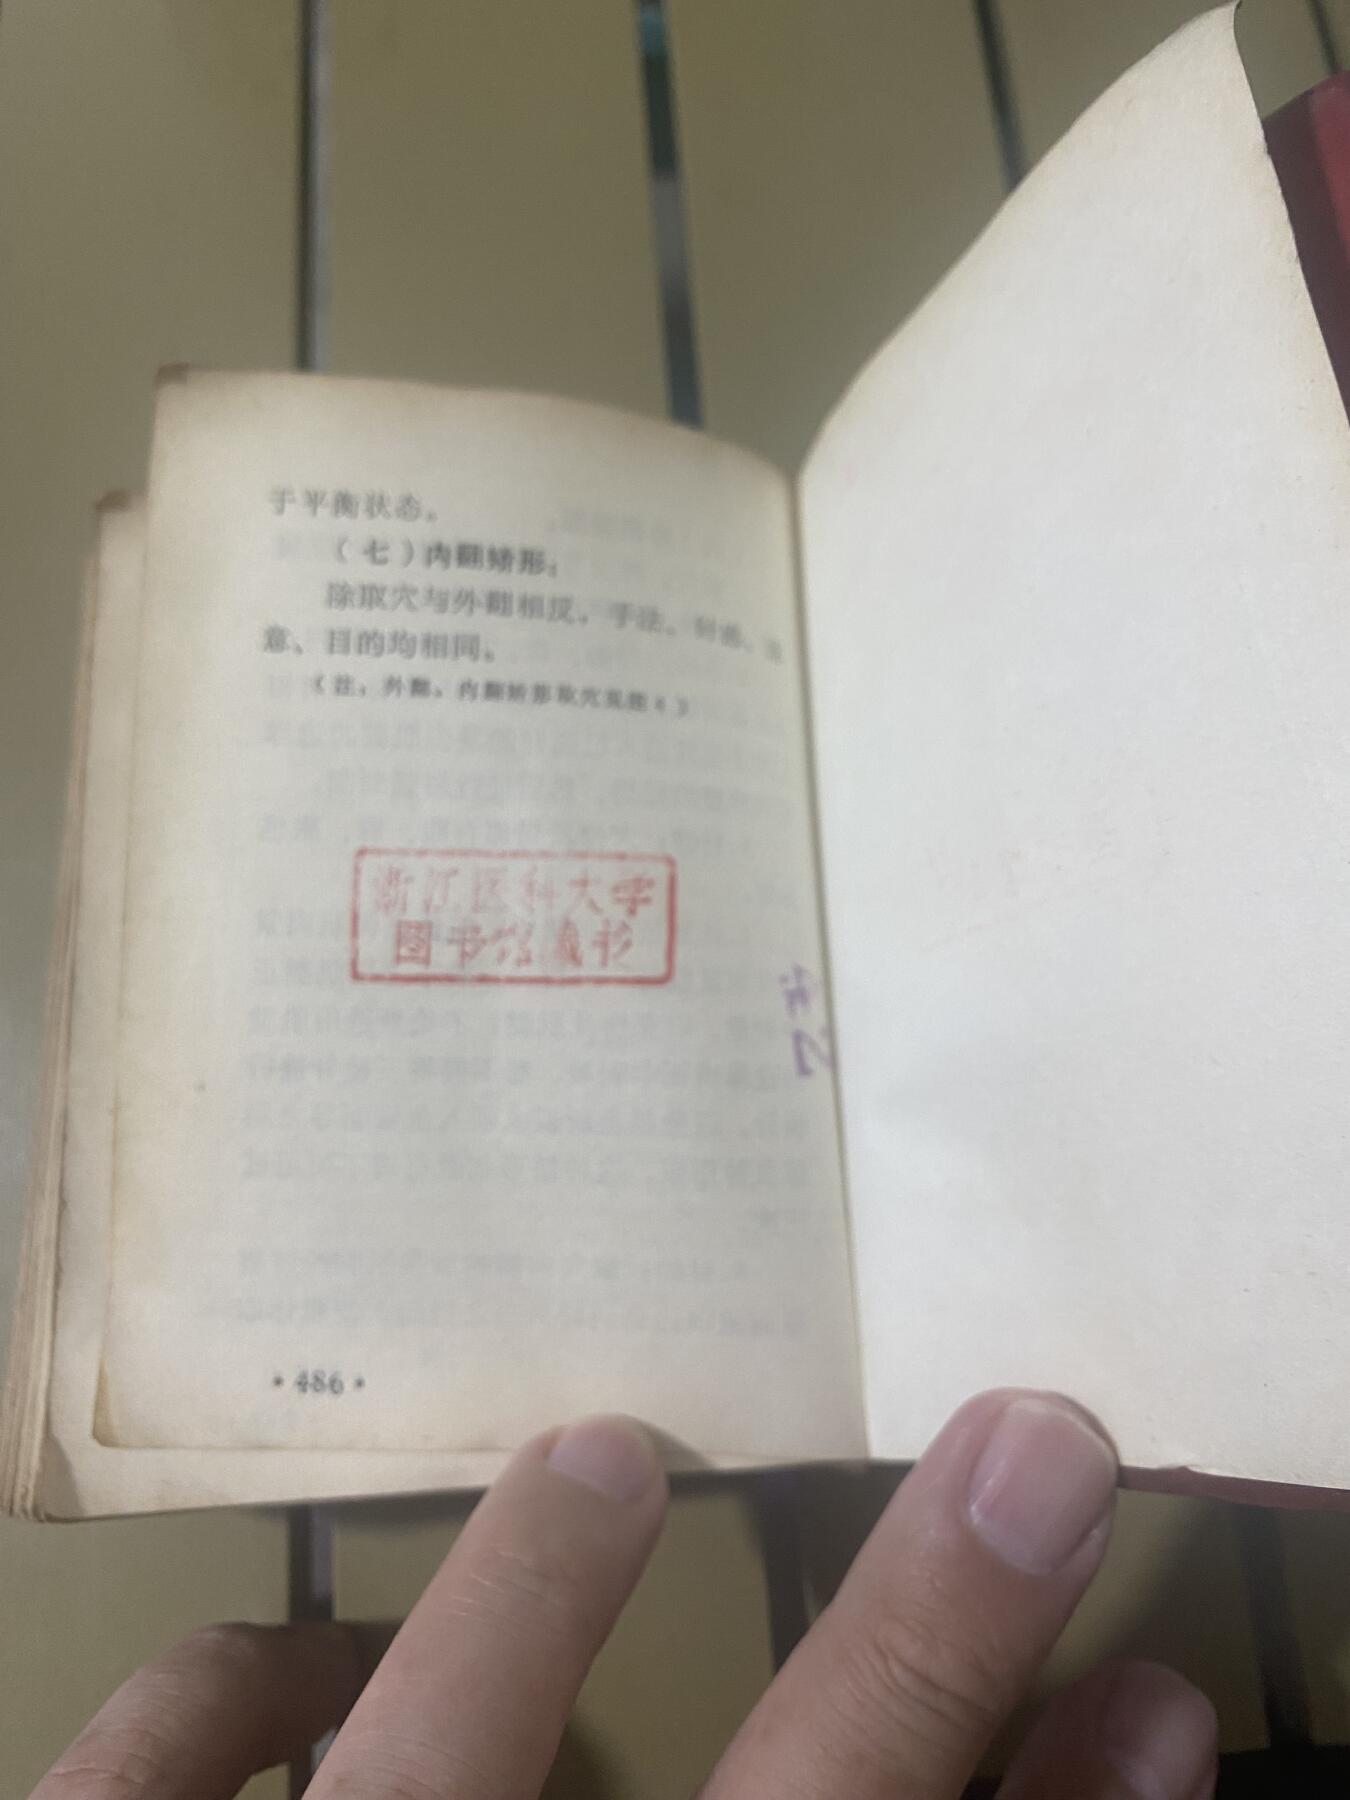 于平衡状态。
（七）内翻矫形：
除取穴与外翻相反，手法、针感、注
意、目的均相同。
（注：外翻、内翻矫形取穴见图
浙江医科大学
图书馆藏书
• 486 •